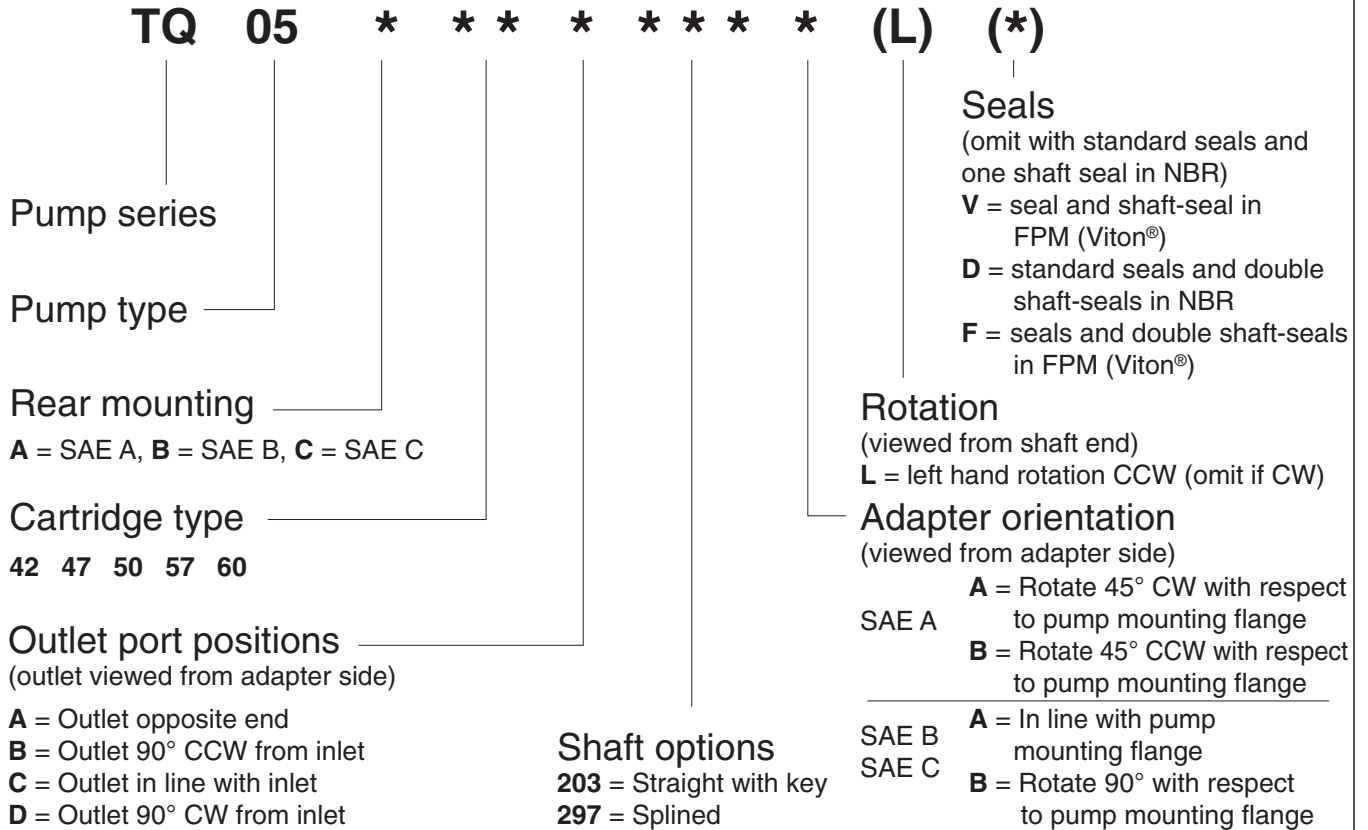 TQ 05 * * * * * * * * (L) (*)
Pump series
Pump type
Rear mounting
A = SAE A, B = SAE B, C = SAE C
Cartridge type
42 47 50 57 60
Outlet port positions
(outlet viewed from adapter side)
A = Outlet opposite end
B = Outlet 90° CCW from inlet
C = Outlet in line with inlet
D = Outlet 90° CW from inlet
Shaft options
203 = Straight with key
297 = Splined
Seals
(omit with standard seals and
one shaft seal in NBR)
V = seal and shaft-seal in
FPM (Viton®)
D = standard seals and double
shaft-seals in NBR
F = seals and double shaft-seals
in FPM (Viton®)
Rotation
(viewed from shaft end)
L = left hand rotation CCW (omit if CW)
Adapter orientation
(viewed from adapter side)
SAE A
A = Rotate 45° CW with respect
to pump mounting flange
B = Rotate 45° CCW with respect
to pump mounting flange
SAE B
SAE C
A = In line with pump
mounting flange
B = Rotate 90° with respect
to pump mounting flange